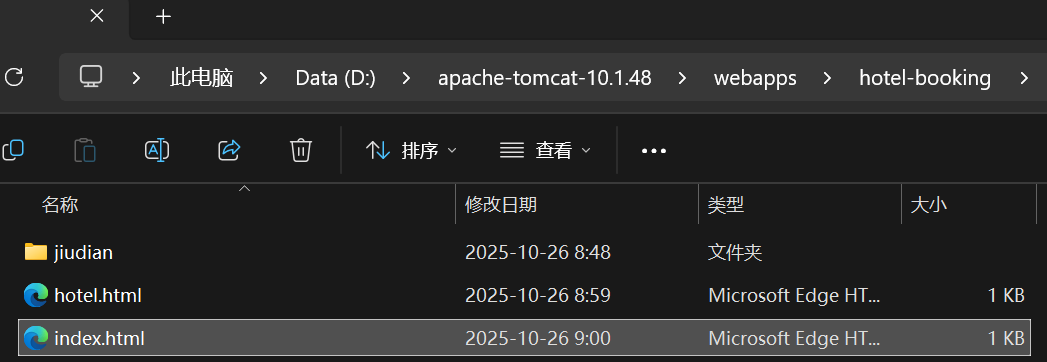 此电脑 Data (D:) apache-tomcat-10.1.48 webapps hotel-booking
排序 查看
名称 修改日期 类型 大小
jiudian 2025-10-26 8:48 文件夹
hotel.html 2025-10-26 8:59 Microsoft Edge HT... 1 KB
index.html 2025-10-26 9:00 Microsoft Edge HT... 1 KB